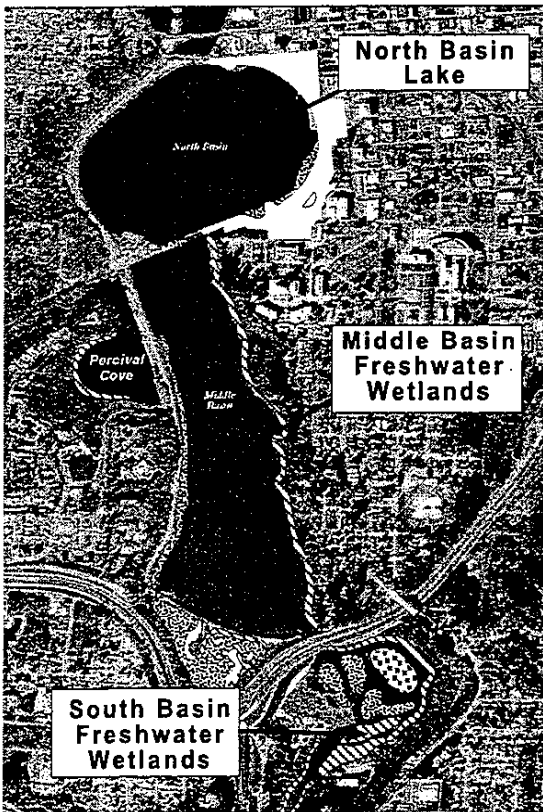 North Basin
Lake
North Basin
Middle Basin
Freshwater
Wetlands
Percival
Cove
Middle
Basin
South Basin
Freshwater
Wetlands